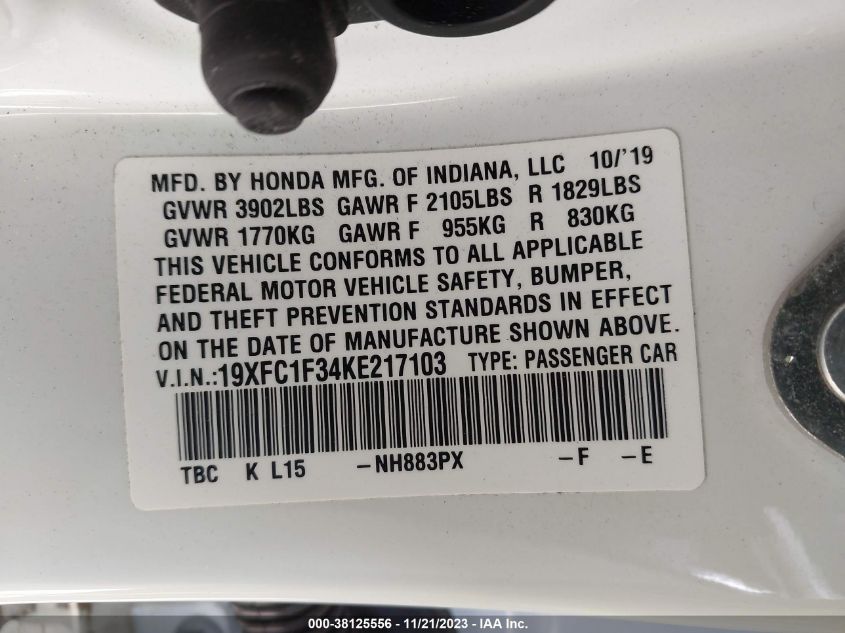 MFD. BY HONDA MFG. OF INDIANA, LLC 10/'19
GVWR 3902LBS GAWR F 2105LBS R 1829LBS
GVWR 1770KG GAWR F 955KG R 830KG
THIS VEHICLE CONFORMS TO ALL APPLICABLE
FEDERAL MOTOR VEHICLE SAFETY, BUMPER,
AND THEFT PREVENTION STANDARDS IN EFFECT
ON THE DATE OF MANUFACTURE SHOWN ABOVE.
V.I.N.:19XFC1F34KE217103 TYPE: PASSENGER CAR
TBC K L15 -NH883PX -F -E
000-38125556 - 11/21/2023 - IAA Inc.